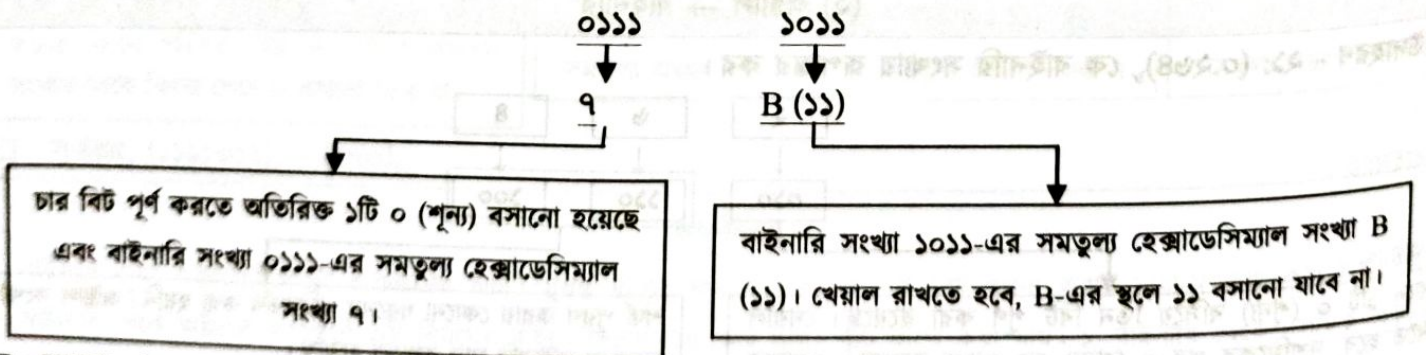 ০১১১ ১০১১
৭ B (১১)
চার বিট পূর্ণ করতে অতিরিক্ত ১টি ০ (শূন্য) বসানো হয়েছে
এবং বাইনারি সংখ্যা ০১১১-এর সমতুল্য হেক্সাডেসিম্যাল
সংখ্যা ৭।
বাইনারি সংখ্যা ১০১১-এর সমতুল্য হেক্সাডেসিম্যাল সংখ্যা B
(১১)। খেয়াল রাখতে হবে, B-এর স্থলে ১১ বসানো যাবে না।